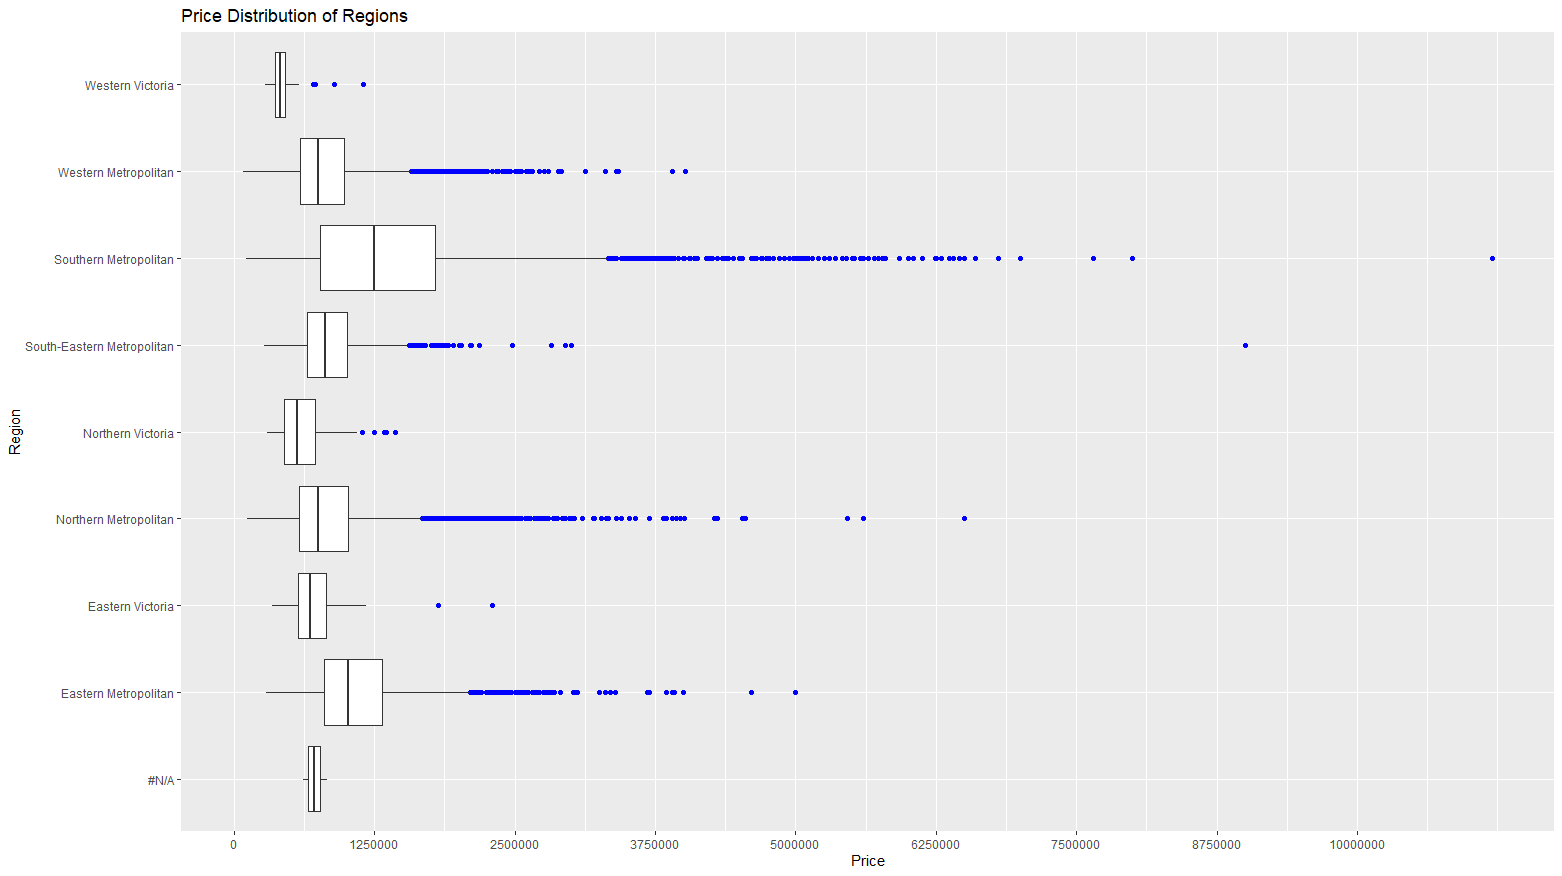 Price Distribution of Regions
Western Victoria
Western Metropolitan
Southern Metropolitan
South-Eastern Metropolitan
Northern Victoria
Northern Metropolitan
Eastern Victoria
Eastern Metropolitan
#N/A
Region
0 1250000 2500000 3750000 5000000 6250000 7500000 8750000 10000000
Price